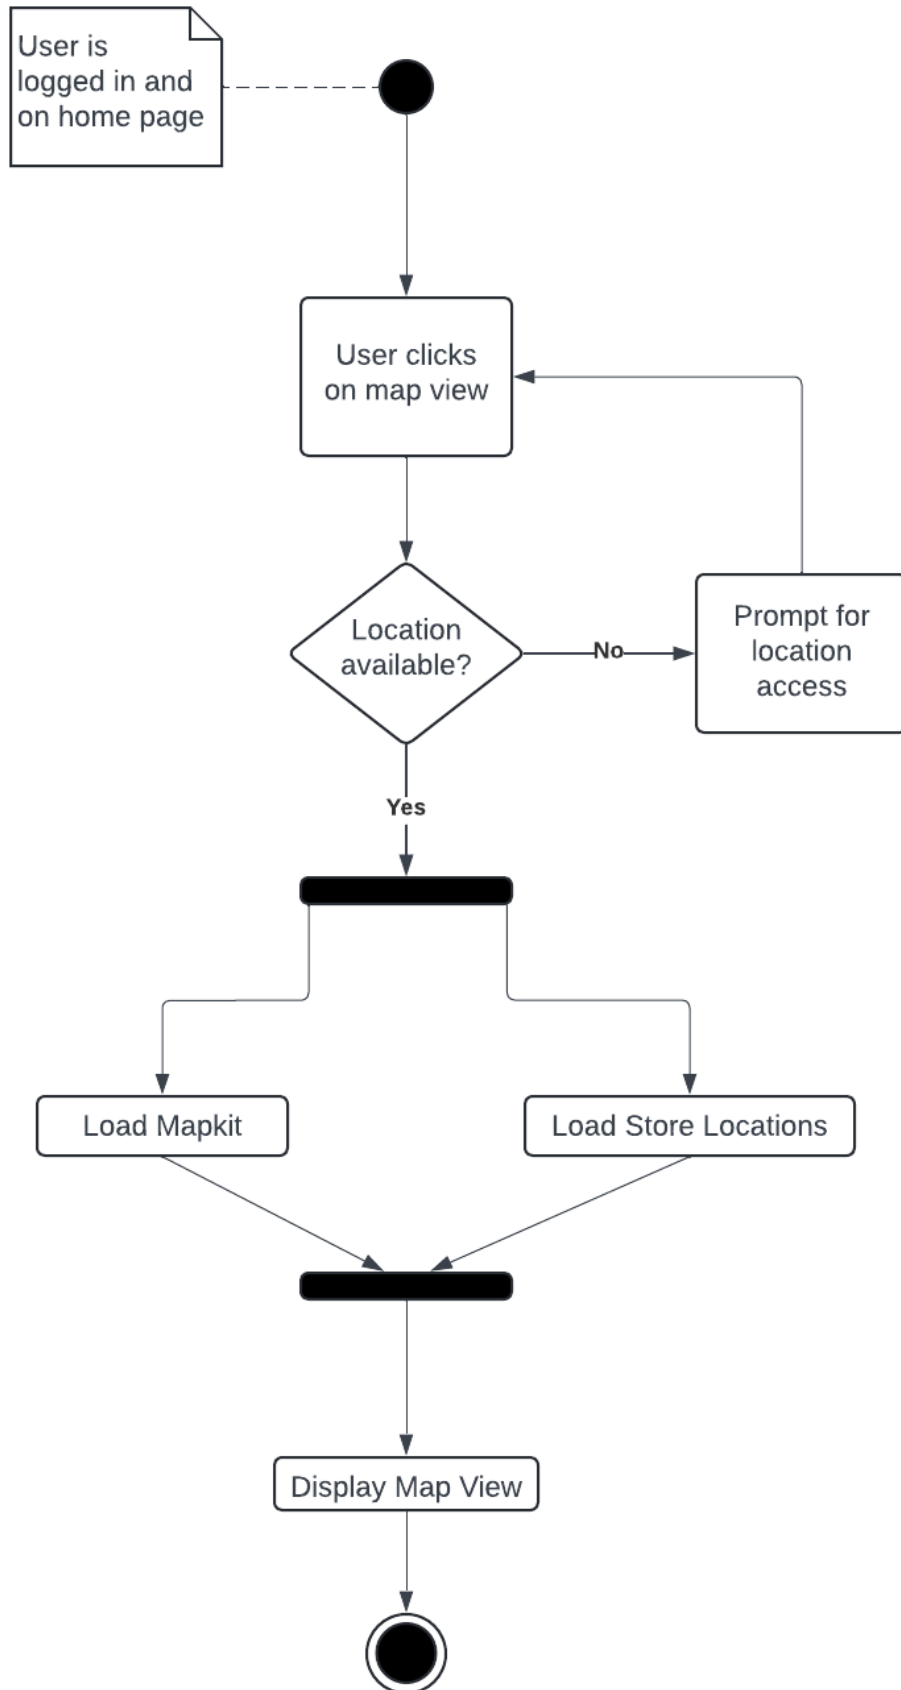 User is
logged in and
on home page
User clicks
on map view
Location
available?
No
Prompt for
location
access
Yes
Load Mapkit
Load Store Locations
Display Map View